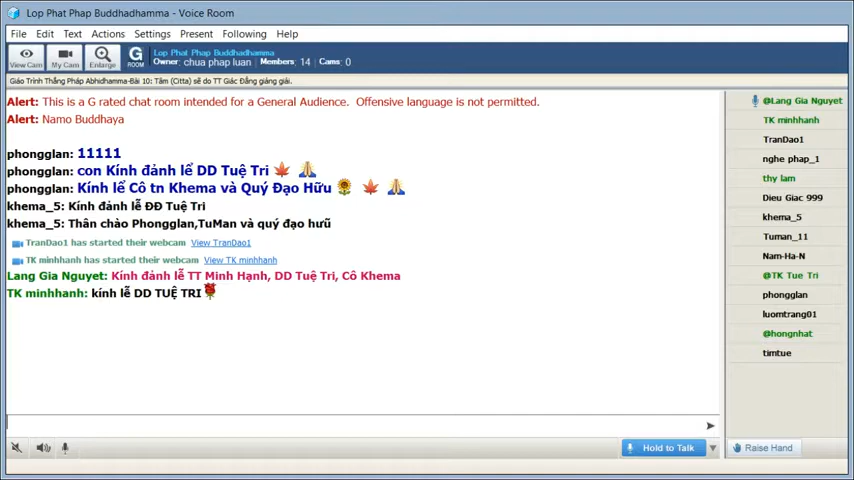 Lop Phat Phap Buddhadhamma - Voice Room
File Edit Text Actions Settings Present Following Help
View Cam My Cam Enlarge G ROOM
Lop Phat Phap Buddhadhamma
Owner: chua phap luan Members: 14 Cams: 0
Giáo Trình Thắng Pháp Abhidhamma-Bài 10: Tâm (Citta) sẽ do TT Giác Đẳng giảng giải.
Alert: This is a G rated chat room intended for a General Audience. Offensive language is not permitted.
Alert: Namo Buddhaya
phongglan: 11111
phongglan: con Kính đảnh lể DD Tuệ Tri
phongglan: Kính lể Cô tn Khema và Quý Đạo Hữu
khema_5: Kính đảnh lễ ĐĐ Tuệ Tri
khema_5: Thân chào Phongglan,TuMan và quý đạo hưũ
TranDao1 has started their webcam View TranDao1
TK minhhanh has started their webcam View TK minhhanh
Lang Gia Nguyet: Kính đảnh lễ TT Minh Hạnh, DD Tuệ Tri, Cô Khema
TK minhhanh: kính lễ DD TUỆ TRI
Hold to Talk
Raise Hand
@Lang Gia Nguyet
TK minhhanh
TranDao1
nghe phap_1
thy lam
Dieu Giac 999
khema_5
Tuman_11
Nam-Ha-N
@TK Tue Tri
phongglan
luomtrang01
@hongnhat
timtue